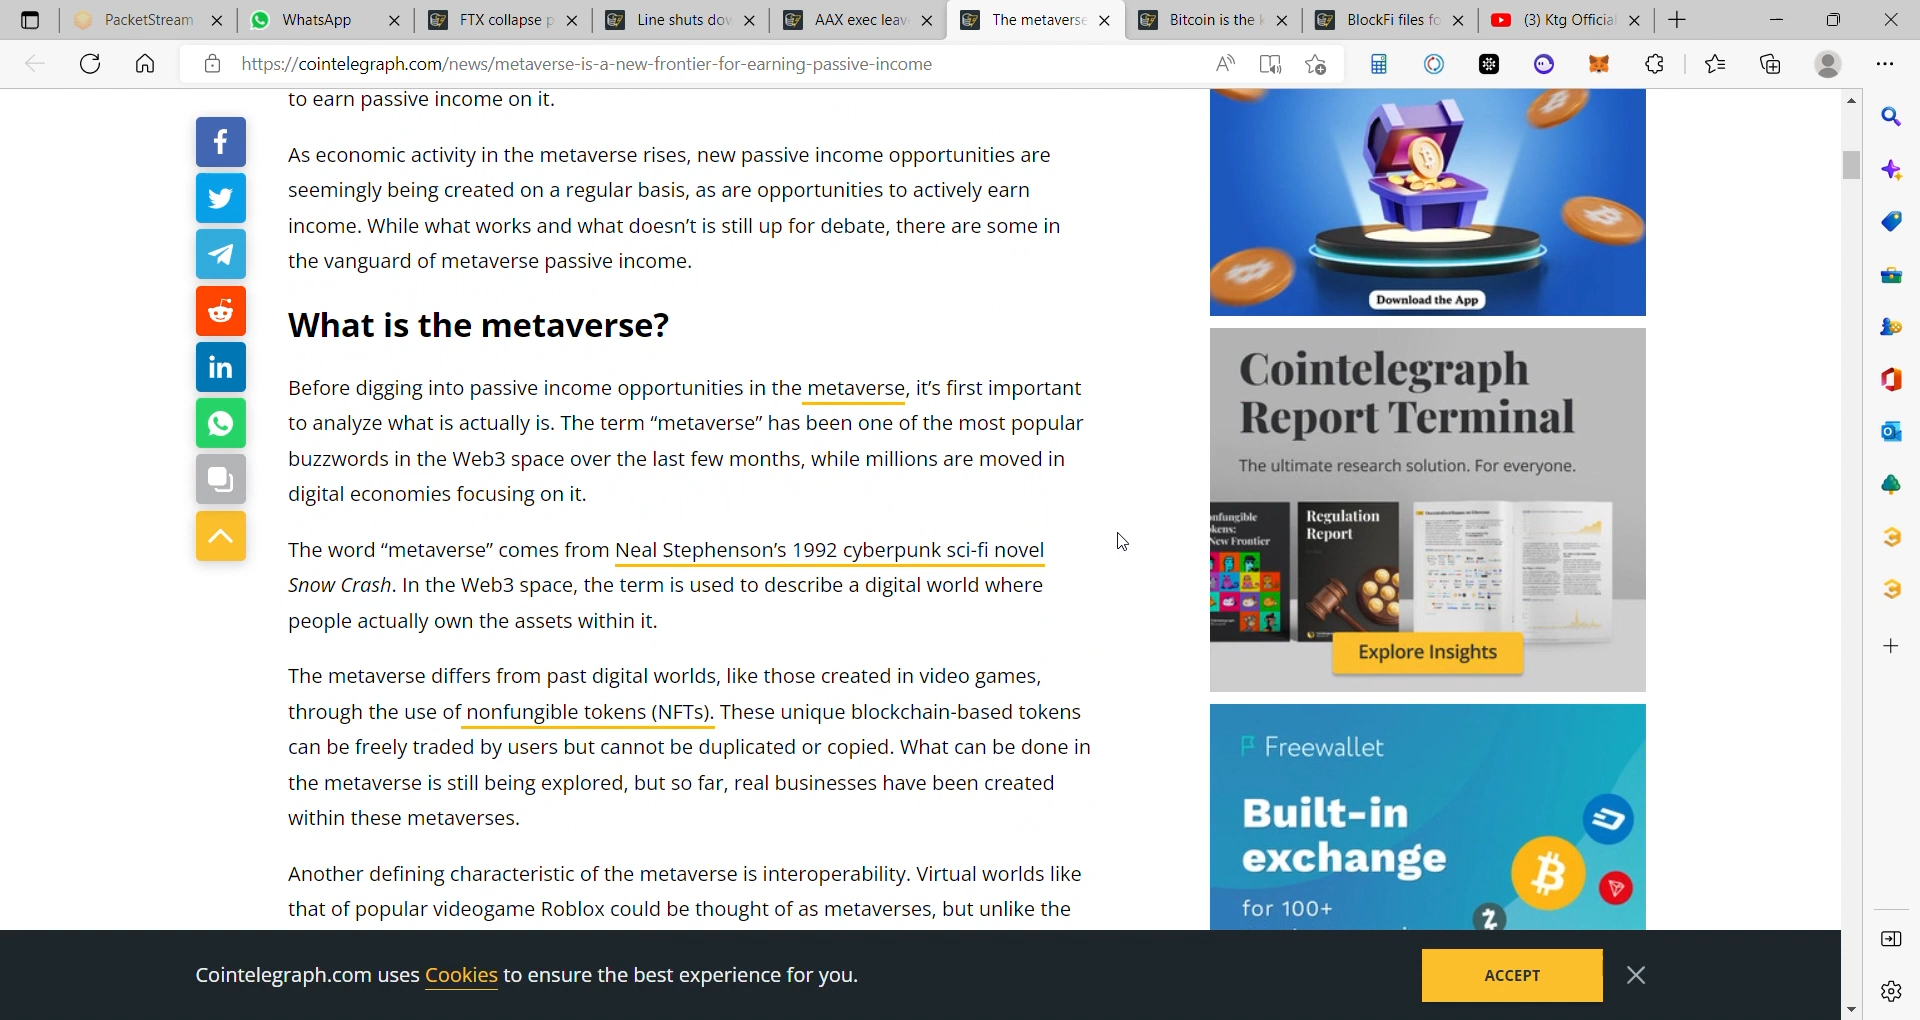 PacketStream
WhatsApp
FTX collapse p
Line shuts dow
AAX exec leav
The metaverse
Bitcoin is the k
BlockFi files fo
(3) Ktg Official
https://cointelegraph.com/news/metaverse-is-a-new-frontier-for-earning-passive-income
to earn passive income on it.
As economic activity in the metaverse rises, new passive income opportunities are
seemingly being created on a regular basis, as are opportunities to actively earn
income. While what works and what doesn’t is still up for debate, there are some in
the vanguard of metaverse passive income.
What is the metaverse?
Before digging into passive income opportunities in the metaverse, it’s first important
to analyze what is actually is. The term “metaverse” has been one of the most popular
buzzwords in the Web3 space over the last few months, while millions are moved in
digital economies focusing on it.
The word “metaverse” comes from Neal Stephenson’s 1992 cyberpunk sci-fi novel
Snow Crash. In the Web3 space, the term is used to describe a digital world where
people actually own the assets within it.
The metaverse differs from past digital worlds, like those created in video games,
through the use of nonfungible tokens (NFTs). These unique blockchain-based tokens
can be freely traded by users but cannot be duplicated or copied. What can be done in
the metaverse is still being explored, but so far, real businesses have been created
within these metaverses.
Another defining characteristic of the metaverse is interoperability. Virtual worlds like
that of popular videogame Roblox could be thought of as metaverses, but unlike the
Download the App
Cointelegraph
Report Terminal
The ultimate research solution. For everyone.
onfungible
kens:
New Frontier
Regulation
Report
Explore Insights
Freewallet
Built-in
exchange
for 100+
Cointelegraph.com uses Cookies to ensure the best experience for you.
ACCEPT